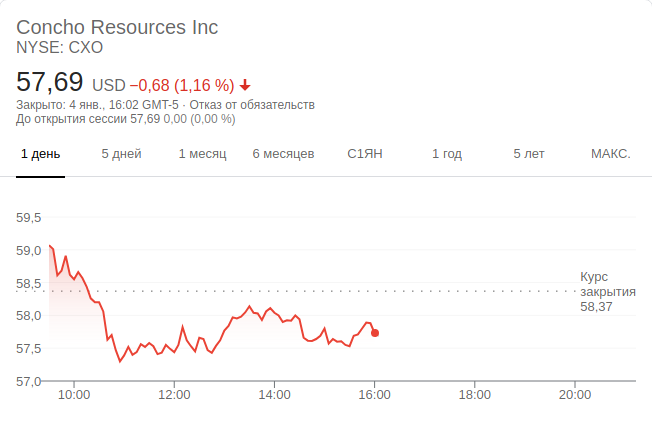 Concho Resources Inc
NYSE: CXO
57,69 USD −0,68 (1,16 %)
Закрыто: 4 янв., 16:02 GMT-5 · Отказ от обязательств
До открытия сессии 57,69 0,00 (0,00 %)
1 день 5 дней 1 месяц 6 месяцев С1ЯН 1 год 5 лет МАКС.
59,5
59,0
58,5
58,0
57,5
57,0
Курс
закрытия
58,37
10:00 12:00 14:00 16:00 18:00 20:00